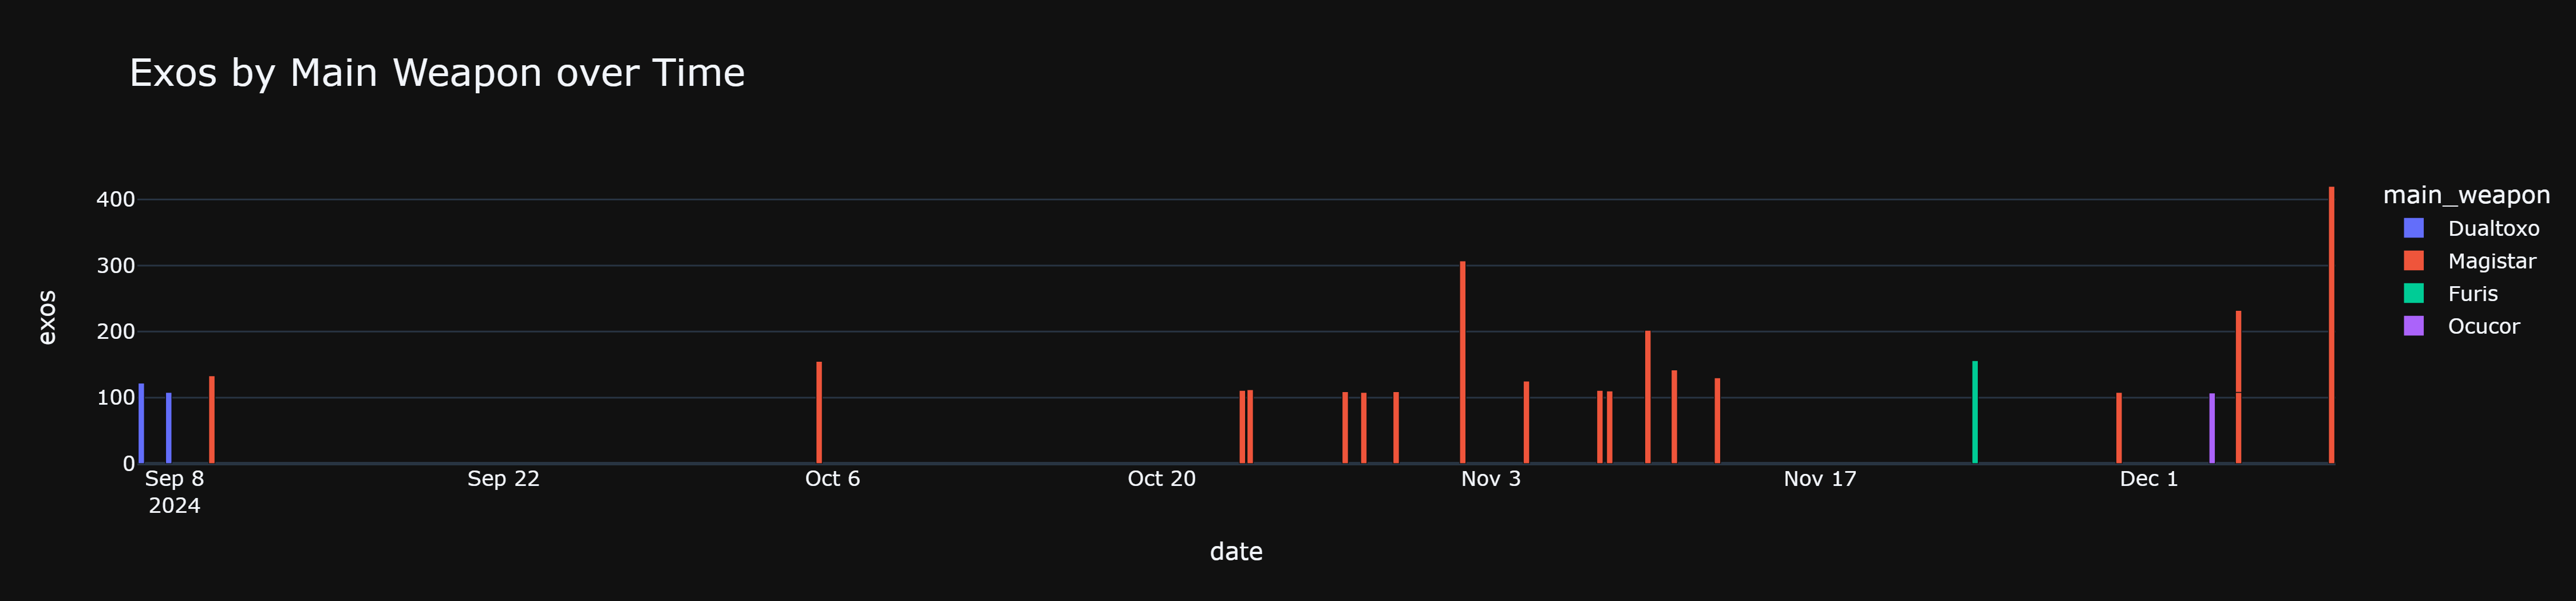 Exos by Main Weapon over Time
400
300
200
100
0
exos
Sep 8
2024
Sep 22
Oct 6
Oct 20
Nov 3
Nov 17
Dec 1
date
main_weapon
Dualtoxo
Magistar
Furis
Ocucor